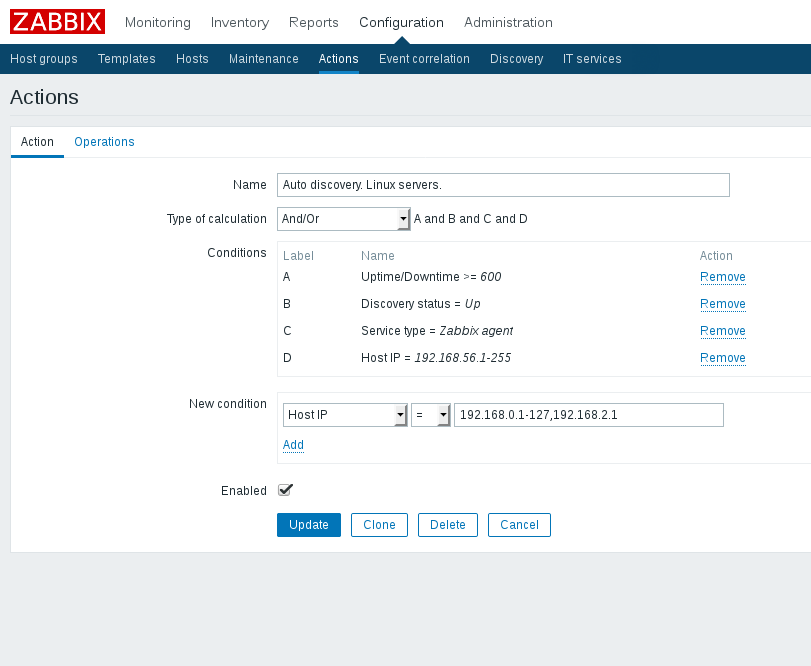 ZABBIX Monitoring Inventory Reports Configuration Administration
Host groups Templates Hosts Maintenance Actions Event correlation Discovery IT services
Actions
Action Operations
Name Auto discovery. Linux servers.
Type of calculation And/Or A and B and C and D
Conditions Label Name Action
A Uptime/Downtime >= 600 Remove
B Discovery status = Up Remove
C Service type = Zabbix agent Remove
D Host IP = 192.168.56.1-255 Remove
New condition Host IP = 192.168.0.1-127,192.168.2.1
Add
Enabled
Update Clone Delete Cancel